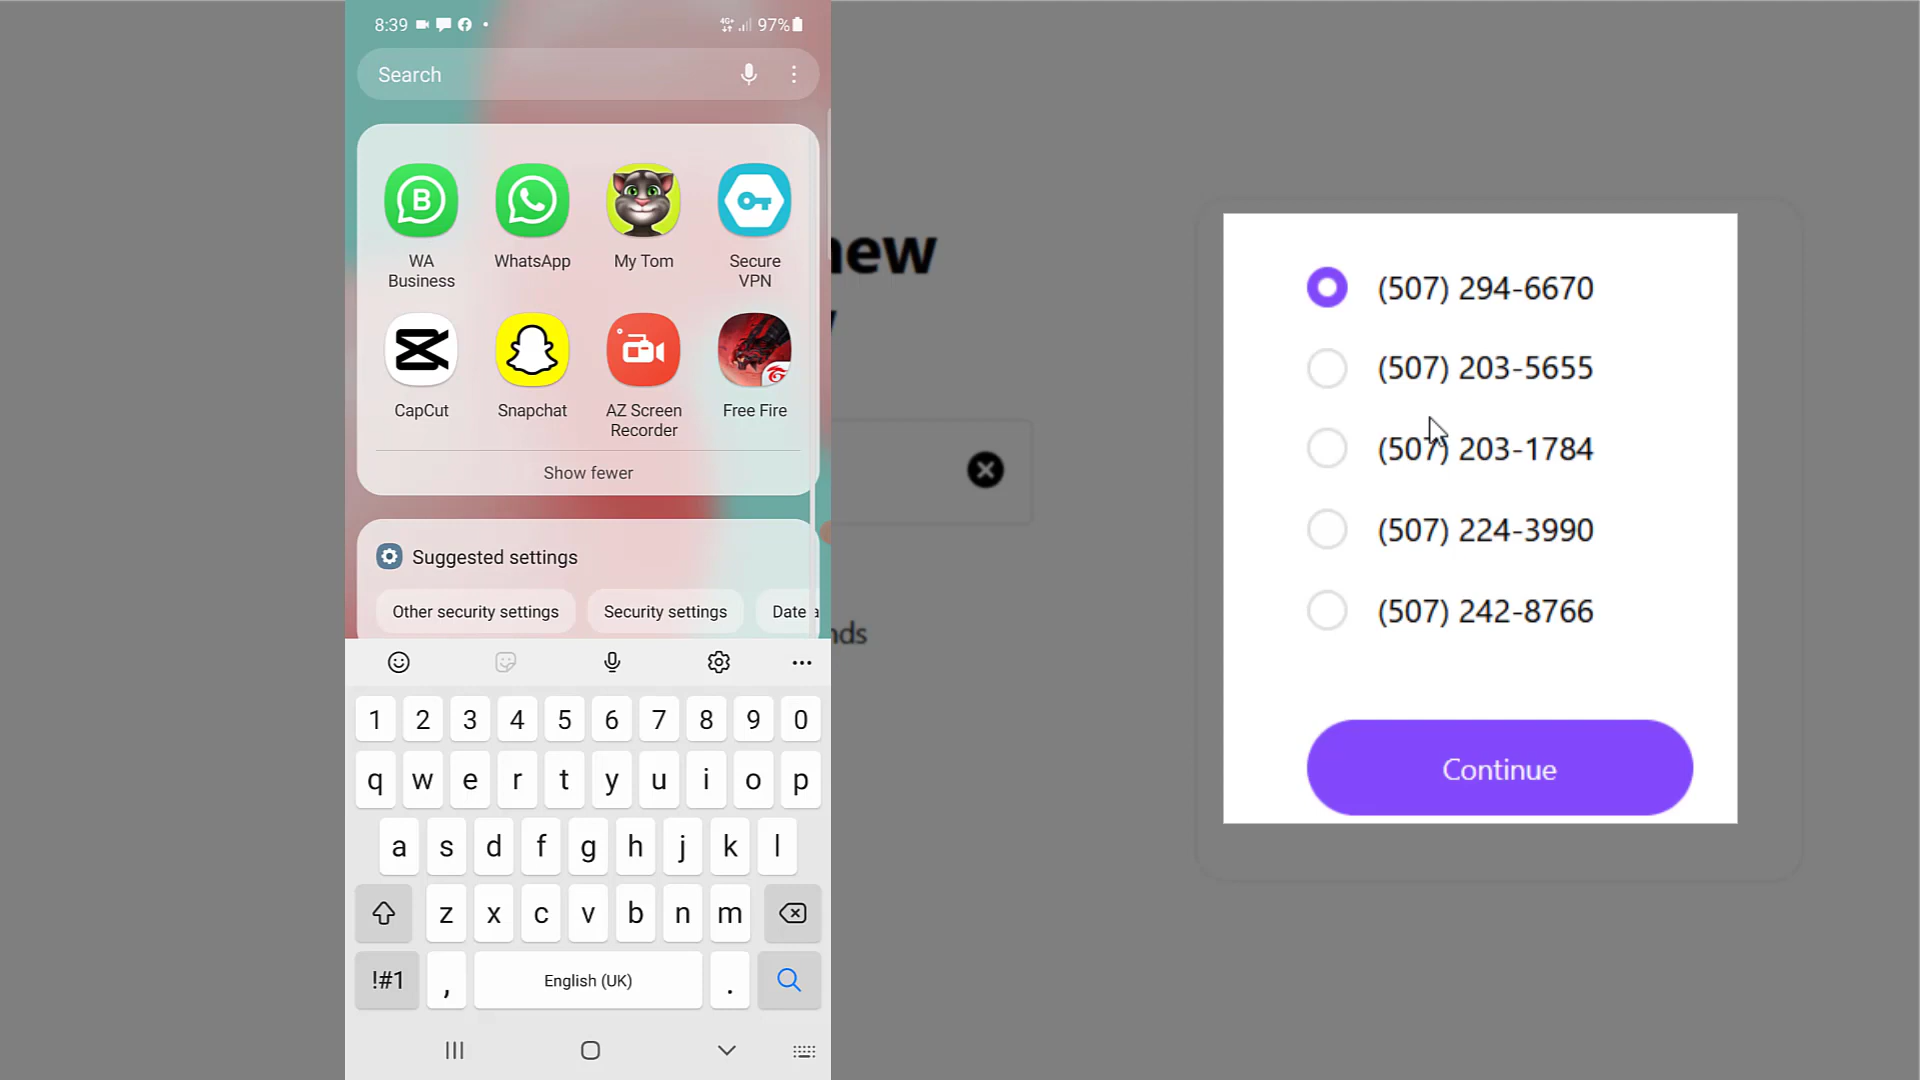 8:39
4G+ 97%
Search
B
WA
Business
WhatsApp
My Tom
Secure
VPN
CapCut
Snapchat
AZ Screen
Recorder
Free Fire
Show fewer
Suggested settings
Other security settings
Security settings
Date a
1 2 3 4 5 6 7 8 9 0
q w e r t y u i o p
a s d f g h j k l
z x c v b n m
!#1 , English (UK) .
new
nds
(507) 294-6670
(507) 203-5655
(507) 203-1784
(507) 224-3990
(507) 242-8766
Continue